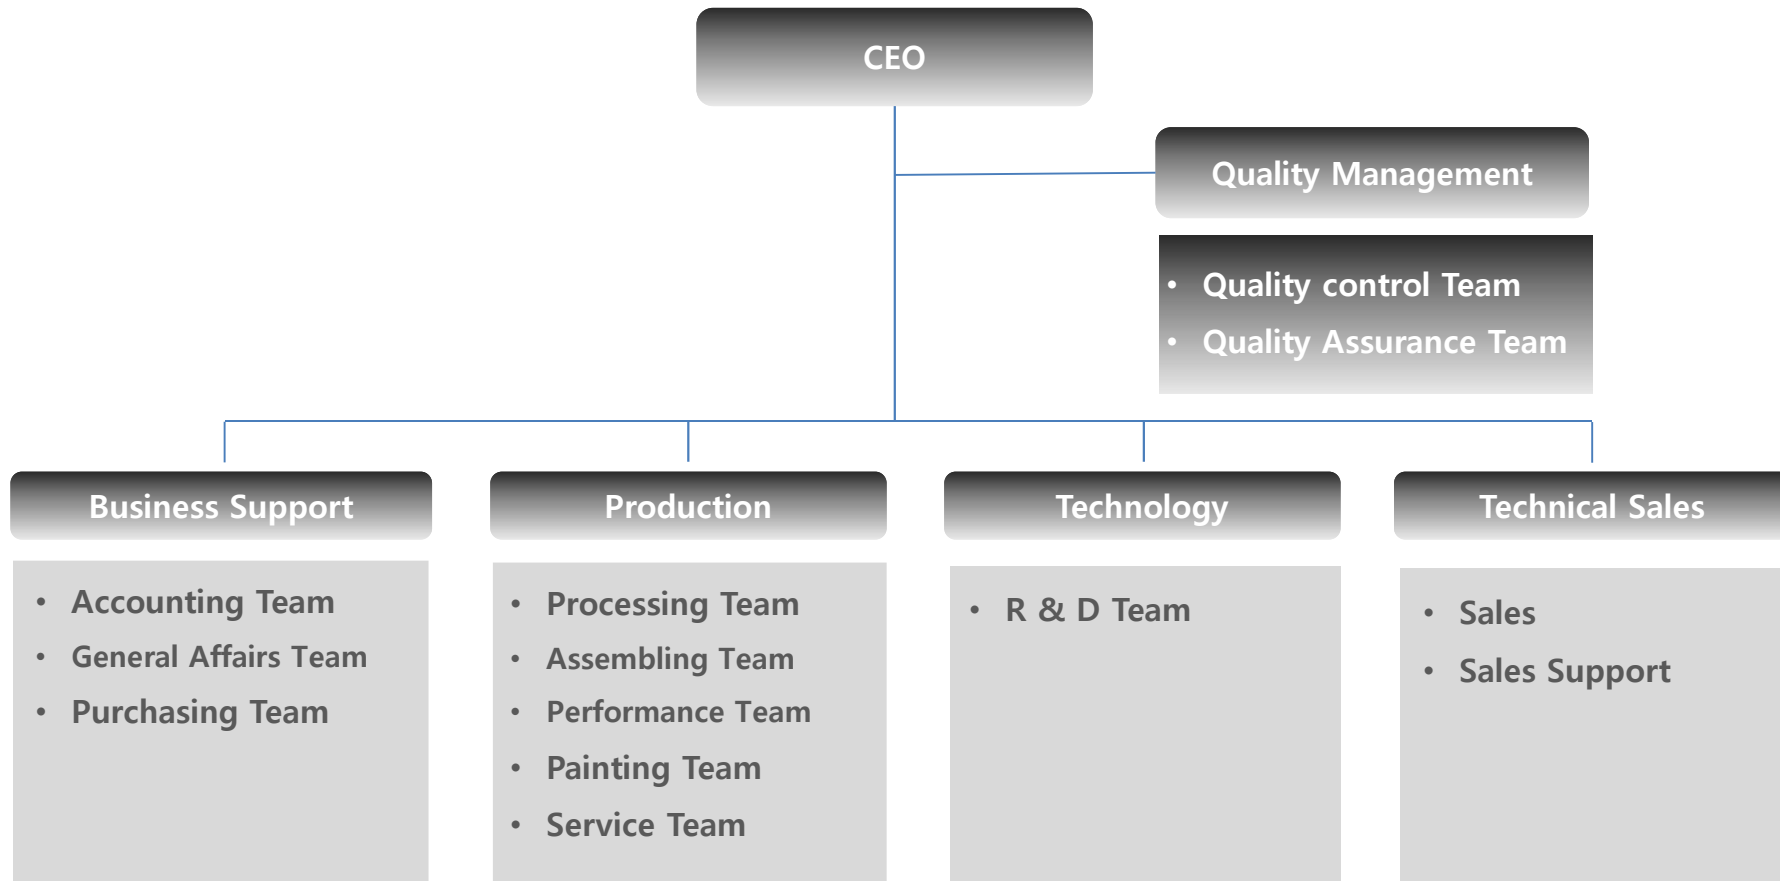 CEO
Quality Management
• Quality control Team
• Quality Assurance Team
Business Support
• Accounting Team
• General Affairs Team
• Purchasing Team
Production
• Processing Team
• Assembling Team
• Performance Team
• Painting Team
• Service Team
Technology
• R & D Team
Technical Sales
• Sales
• Sales Support